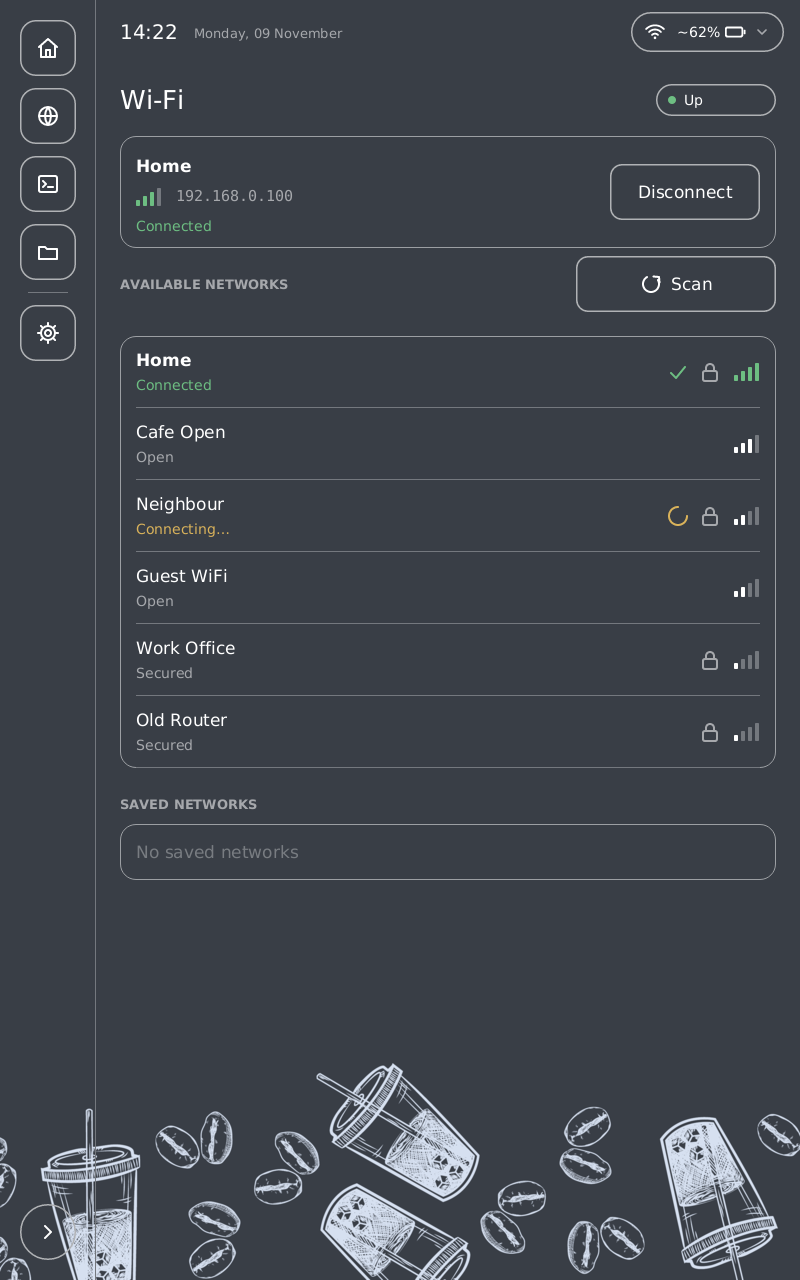 14:22 Monday, 09 November ~62%
Wi-Fi
Up
Home
192.168.0.100
Connected
Disconnect
AVAILABLE NETWORKS
Scan
Home
Connected
Cafe Open
Open
Neighbour
Connecting...
Guest WiFi
Open
Work Office
Secured
Old Router
Secured
SAVED NETWORKS
No saved networks